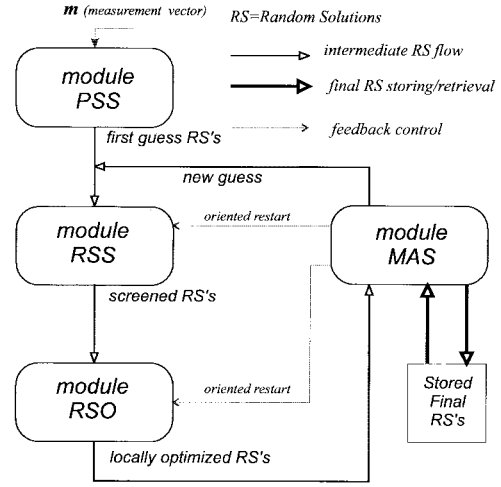 m (measurement vector)
RS=Random Solutions
intermediate RS flow
final RS storing/retrieval
feedback control
module
PSS
first guess RS's
new guess
module
RSS
oriented restart
module
MAS
screened RS's
module
RSO
oriented restart
Stored
Final
RS's
locally optimized RS's